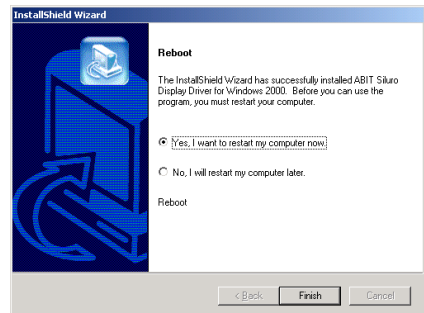 InstallShield Wizard
Reboot
The InstallShield Wizard has successfully installed ABIT Siluro
Display Driver for Windows 2000. Before you can use the
program, you must restart your computer.
Yes, I want to restart my computer now.
No, I will restart my computer later.
Reboot
< Back Finish Cancel